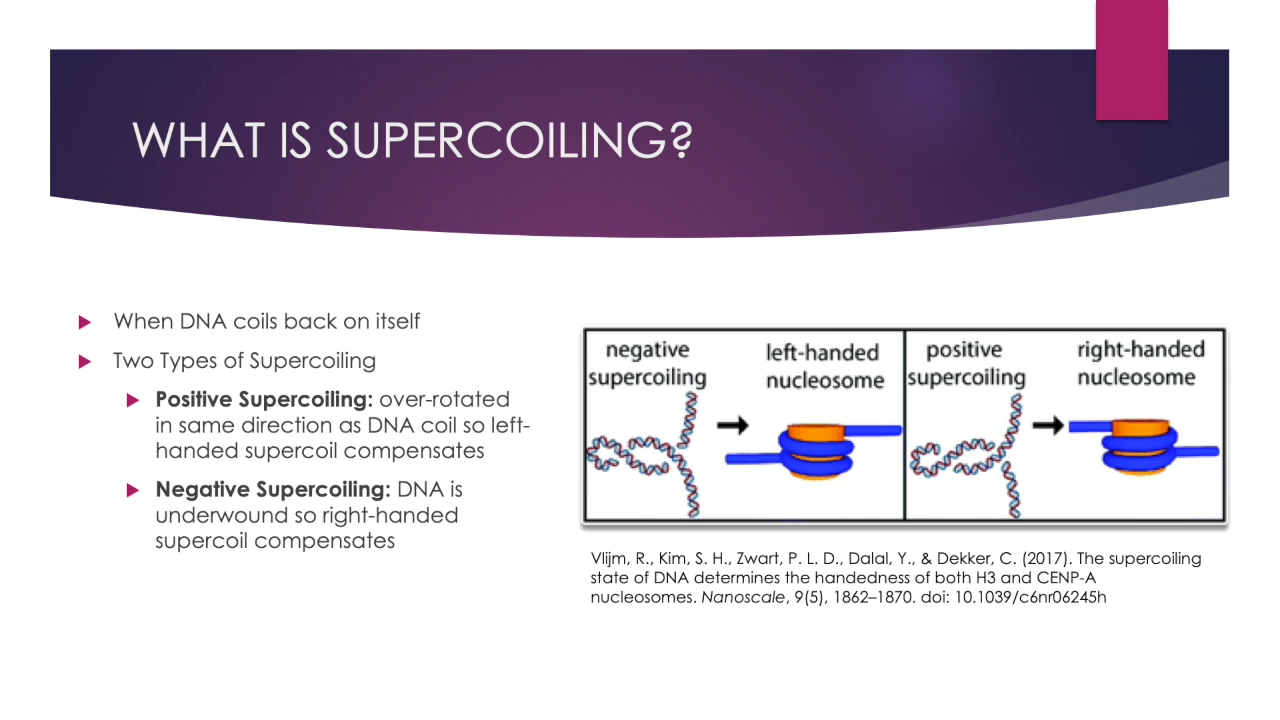 WHAT IS SUPERCOILING?
When DNA coils back on itself
Two Types of Supercoiling
Positive Supercoiling: over-rotated
in same direction as DNA coil so left-
handed supercoil compensates
Negative Supercoiling: DNA is
underwound so right-handed
supercoil compensates
negative
supercoiling
left-handed
nucleosome
positive
supercoiling
right-handed
nucleosome
Vlijm, R., Kim, S. H., Zwart, P. L. D., Dalal, Y., & Dekker, C. (2017). The supercoiling
state of DNA determines the handedness of both H3 and CENP-A
nucleosomes. Nanoscale, 9(5), 1862–1870. doi: 10.1039/c6nr06245h